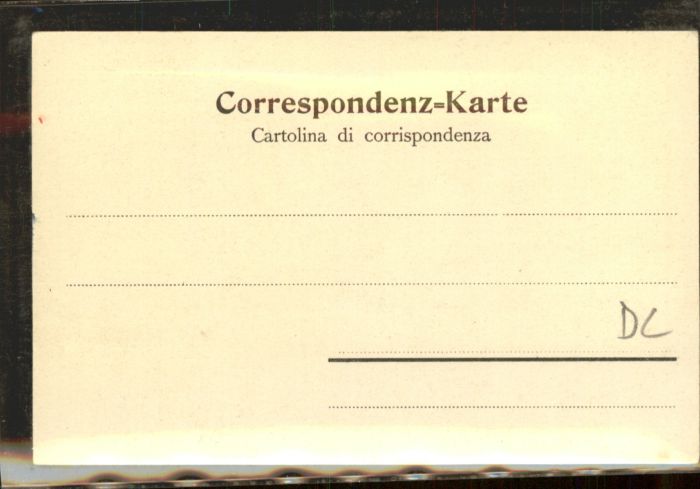 Correspondenz=Karte
Cartolina di corrispondenza
DC